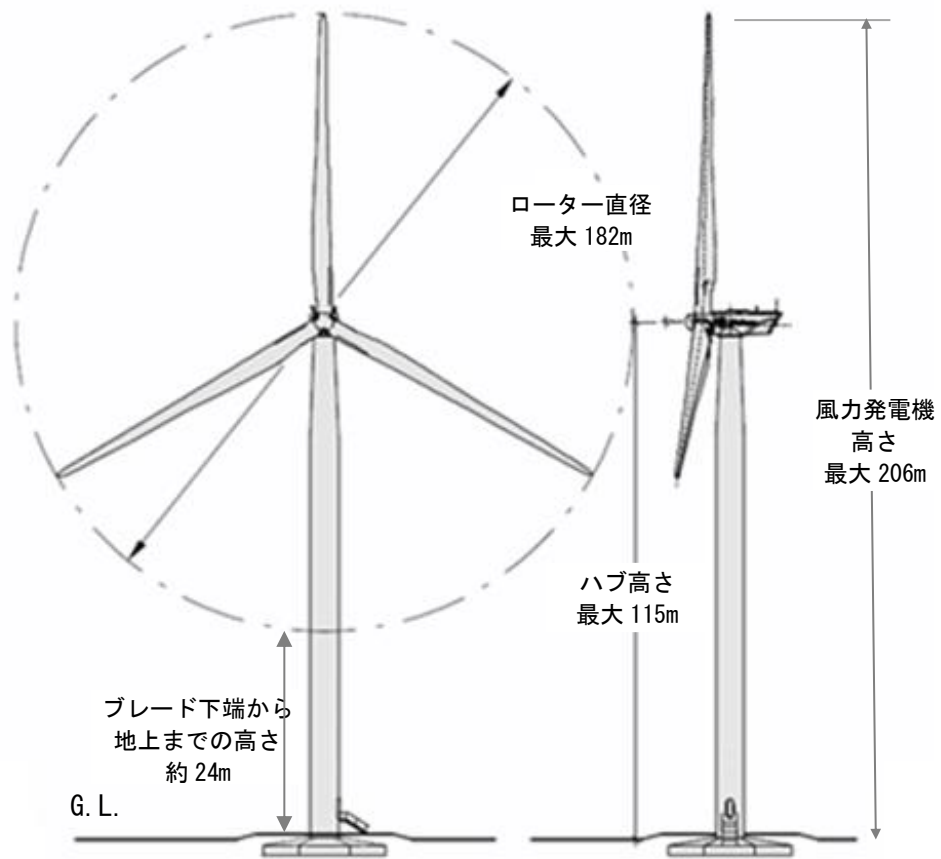 ローター直径
最大 182m
風力発電機
高さ
最大 206m
ハブ高さ
最大 115m
ブレード下端から
地上までの高さ
約 24m
G.L.